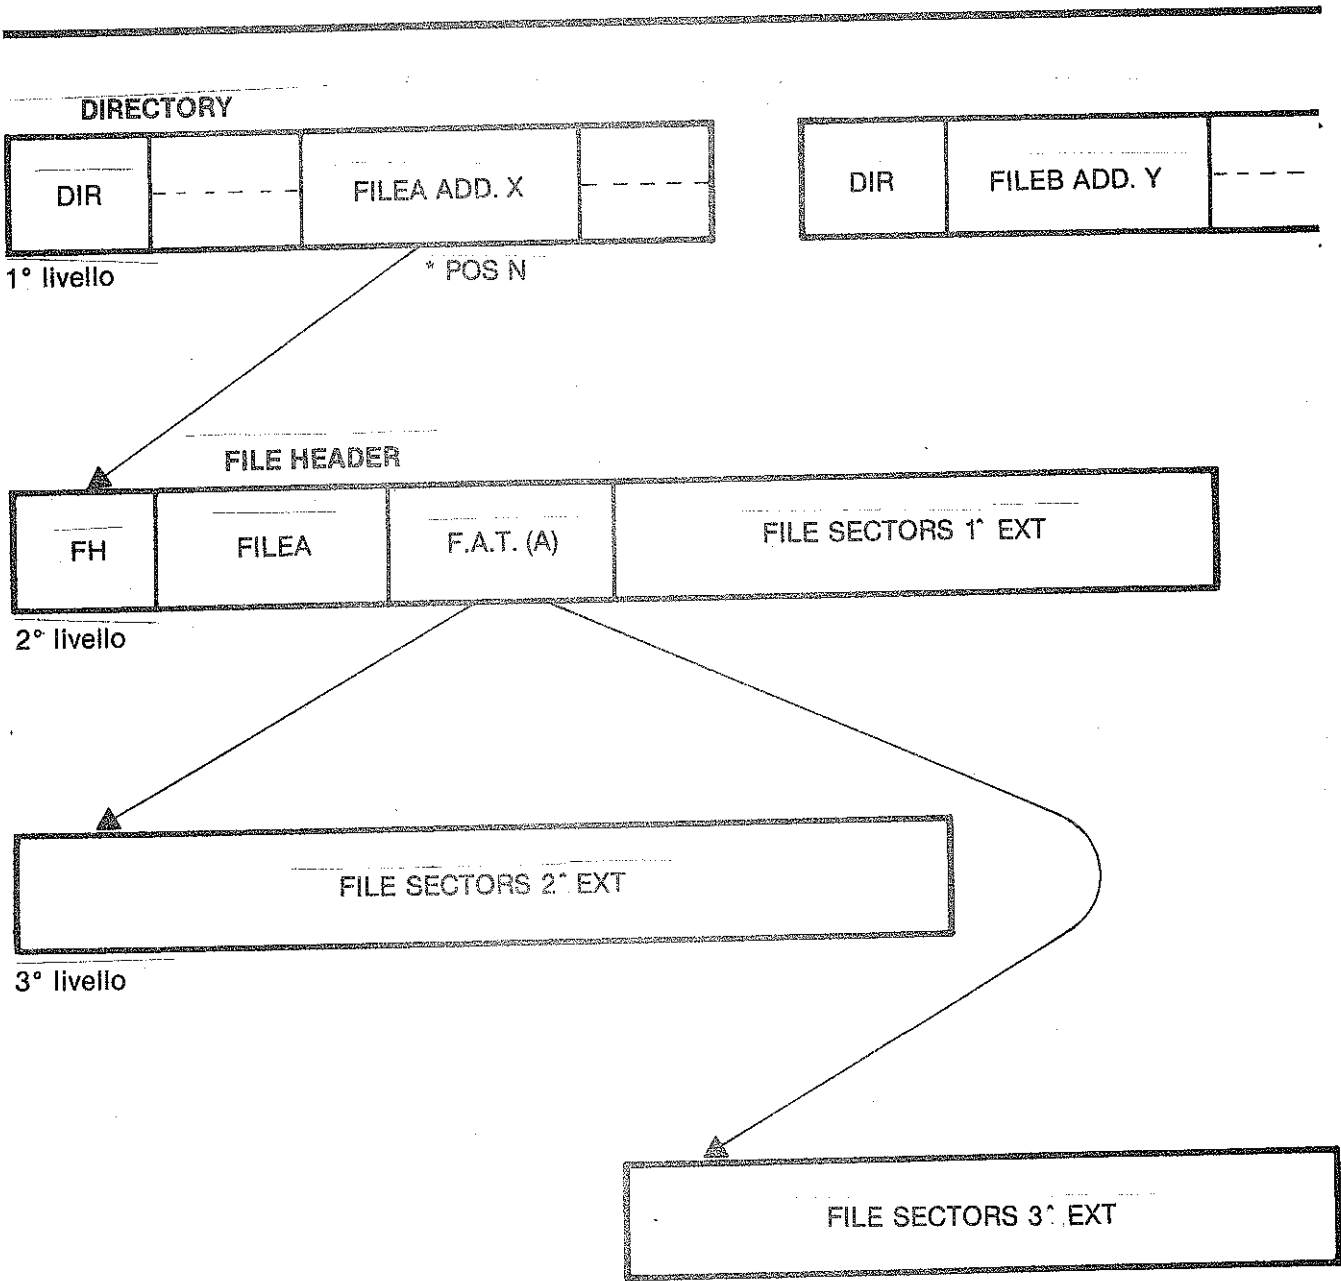 DIRECTORY
DIR
FILEA ADD. X
DIR
FILEB ADD. Y
1° livello
* POS N
FILE HEADER
FH
FILEA
F.A.T. (A)
FILE SECTORS 1^ EXT
2° livello
FILE SECTORS 2^ EXT
3° livello
FILE SECTORS 3^ EXT